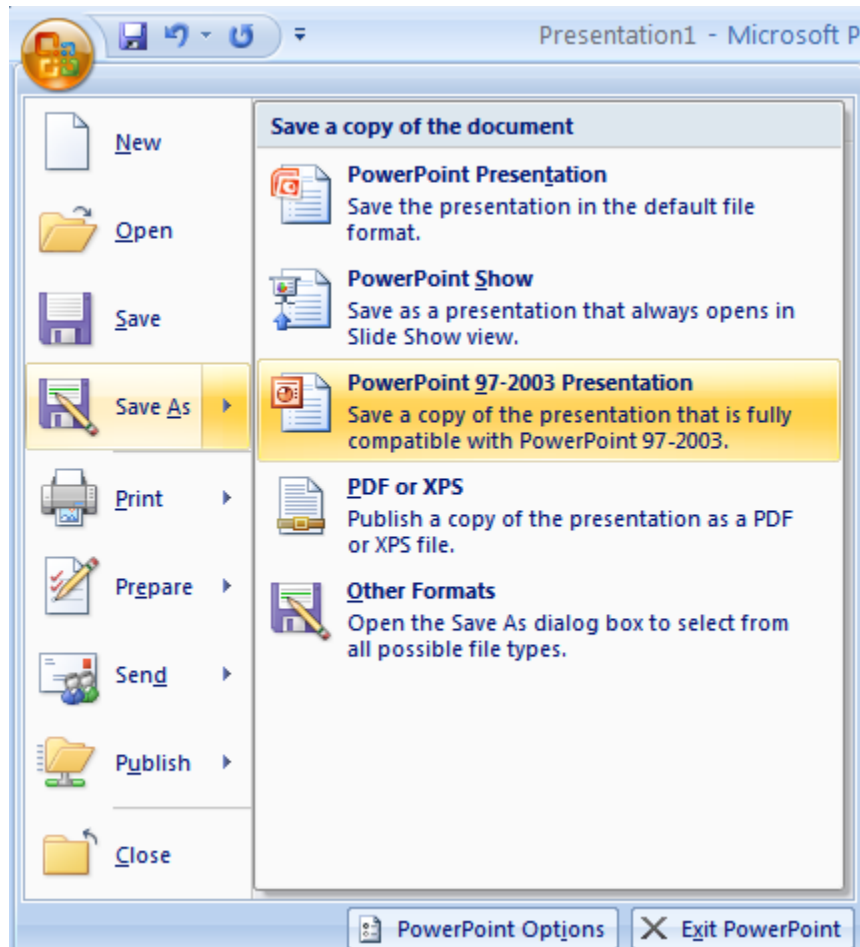 Presentation1 - Microsoft P
New
Open
Save
Save As
Print
Prepare
Send
Publish
Close
Save a copy of the document
PowerPoint Presentation
Save the presentation in the default file
format.
PowerPoint Show
Save as a presentation that always opens in
Slide Show view.
PowerPoint 97-2003 Presentation
Save a copy of the presentation that is fully
compatible with PowerPoint 97-2003.
PDF or XPS
Publish a copy of the presentation as a PDF
or XPS file.
Other Formats
Open the Save As dialog box to select from
all possible file types.
PowerPoint Options
Exit PowerPoint